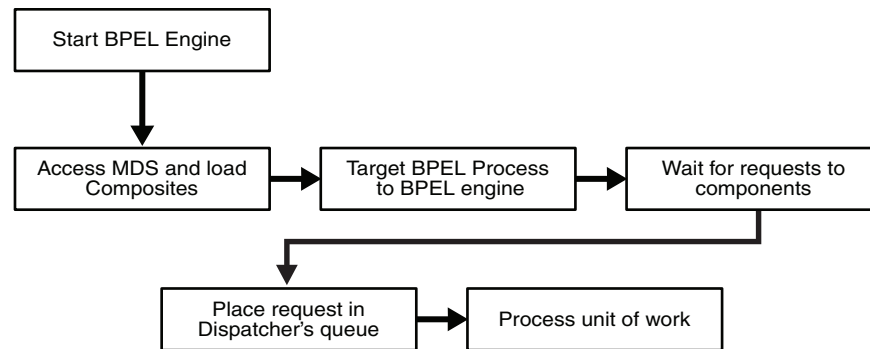 Start BPEL Engine
Access MDS and load
Composites
Target BPEL Process
to BPEL engine
Wait for requests to
components
Place request in
Dispatcher's queue
Process unit of work